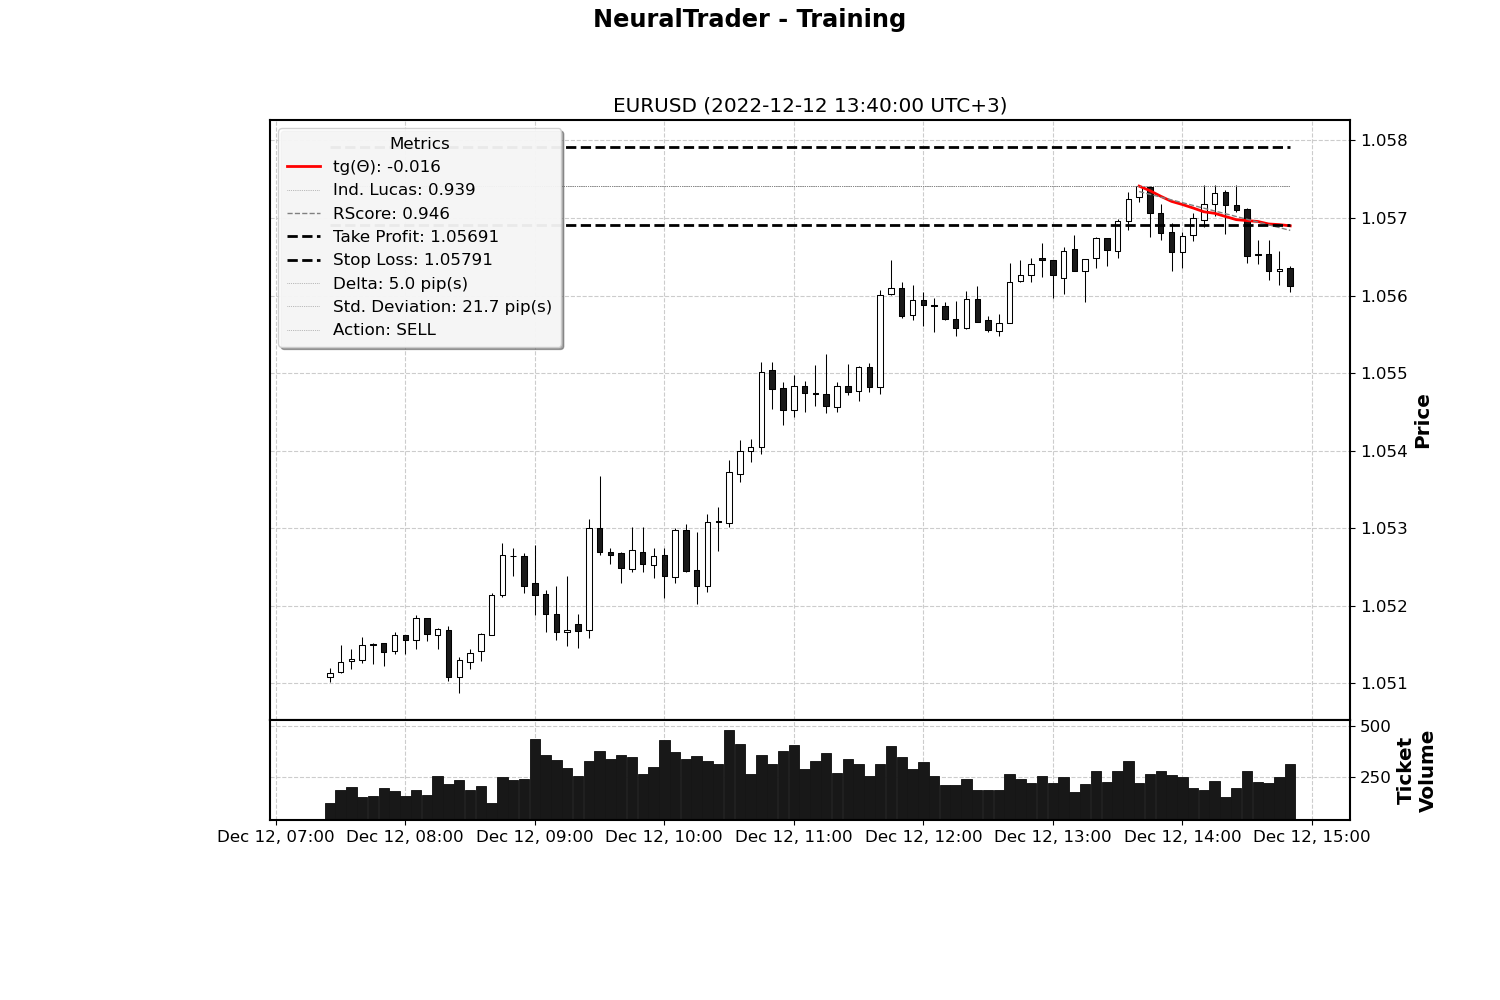 NeuralTrader - Training
EURUSD (2022-12-12 13:40:00 UTC+3)
Metrics
tg(Θ): -0.016
Ind. Lucas: 0.939
RScore: 0.946
Take Profit: 1.05691
Stop Loss: 1.05791
Delta: 5.0 pip(s)
Std. Deviation: 21.7 pip(s)
Action: SELL
1.058
1.057
1.056
1.055
1.054
1.053
1.052
1.051
Price
500
250
Ticket
Volume
Dec 12, 07:00 Dec 12, 08:00 Dec 12, 09:00 Dec 12, 10:00 Dec 12, 11:00 Dec 12, 12:00 Dec 12, 13:00 Dec 12, 14:00 Dec 12, 15:00